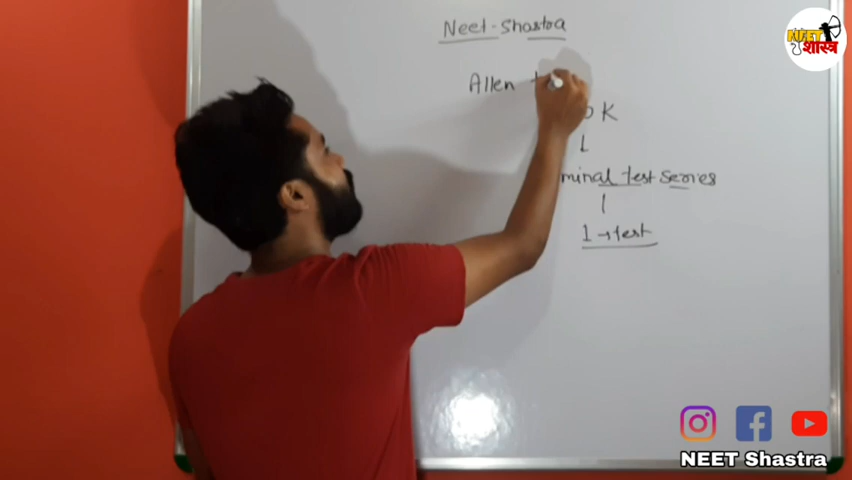 NEET
शास्त्र
Neet-Shastra
Allen
K
1
minal test series
1 → test
NEET Shastra